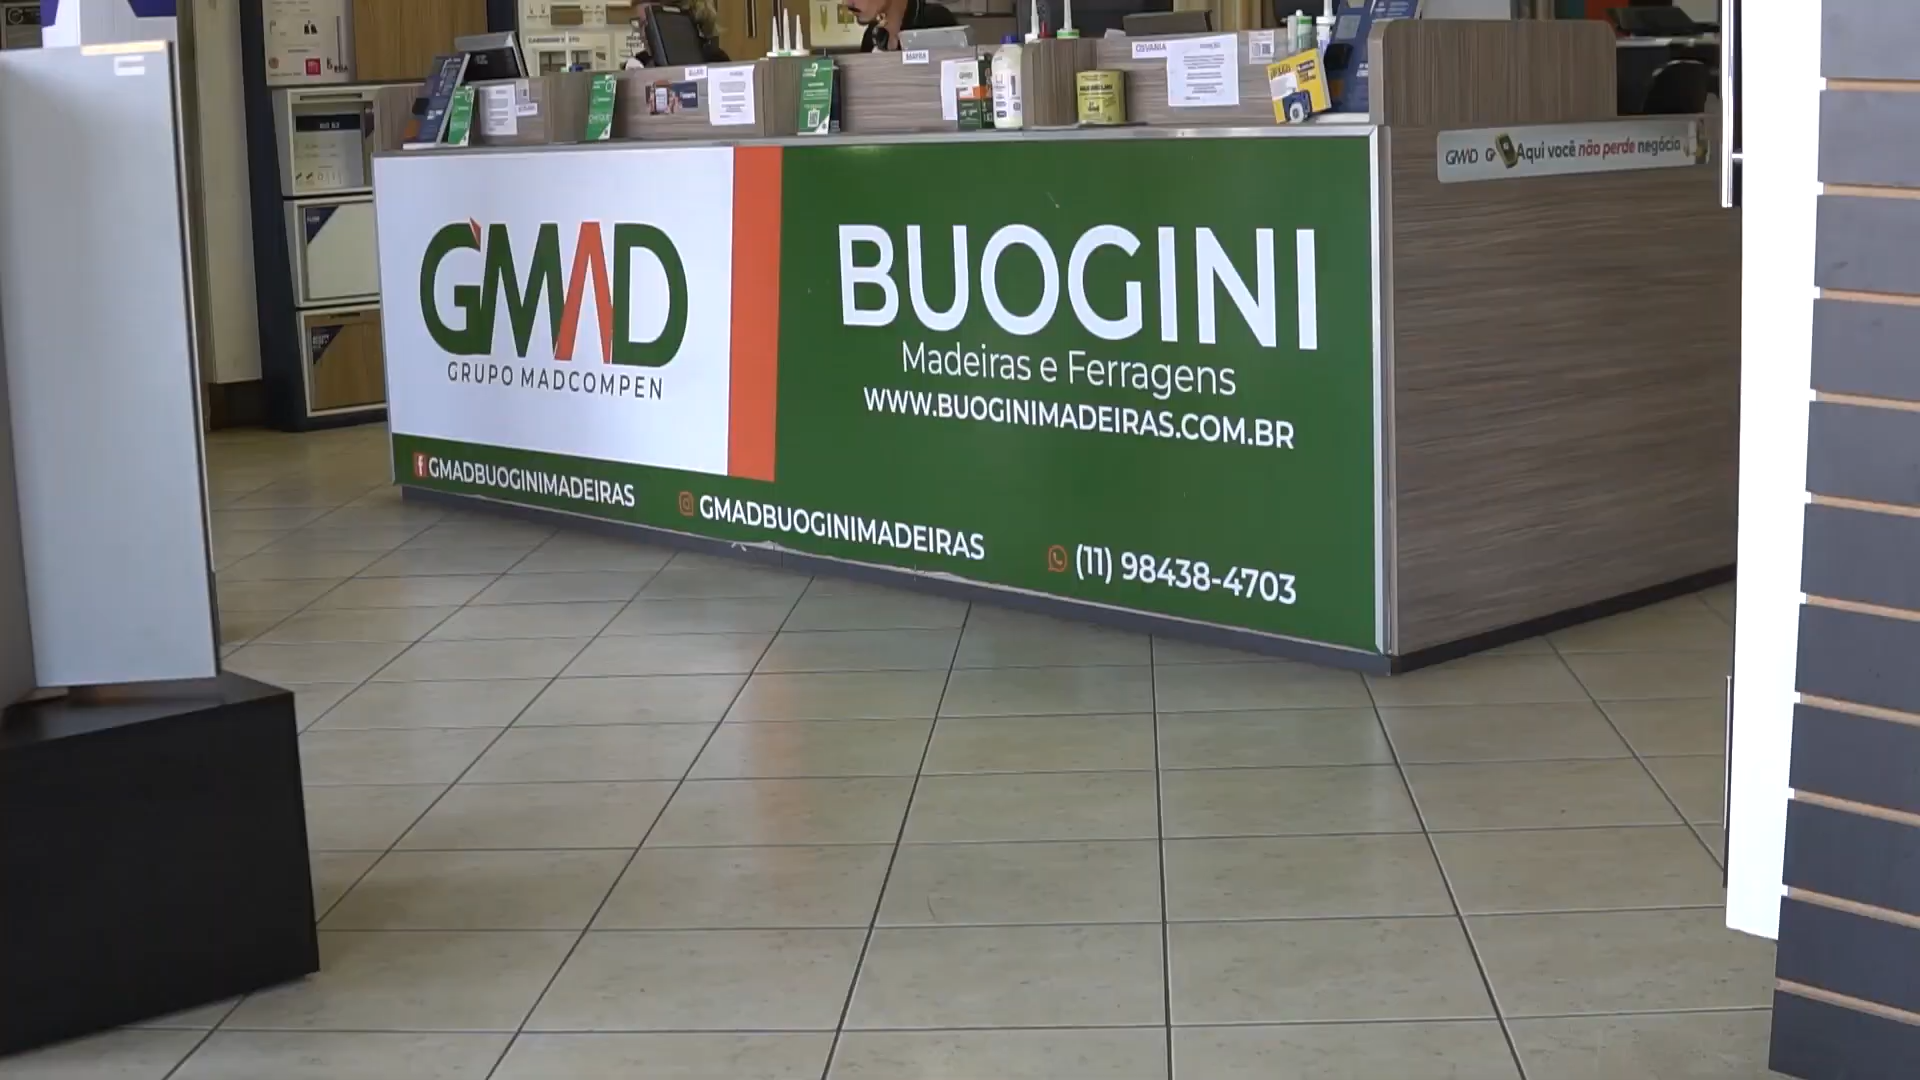 GMAD
GRUPO MADCOMPEN
BUOGINI
Madeiras e Ferragens
WWW.BUOGINIMADEIRAS.COM.BR
GMADBUOGINIMADEIRAS
GMADBUOGINIMADEIRAS
(11) 98438-4703
GMAD
Aqui você não perde negócio
OSVANIA